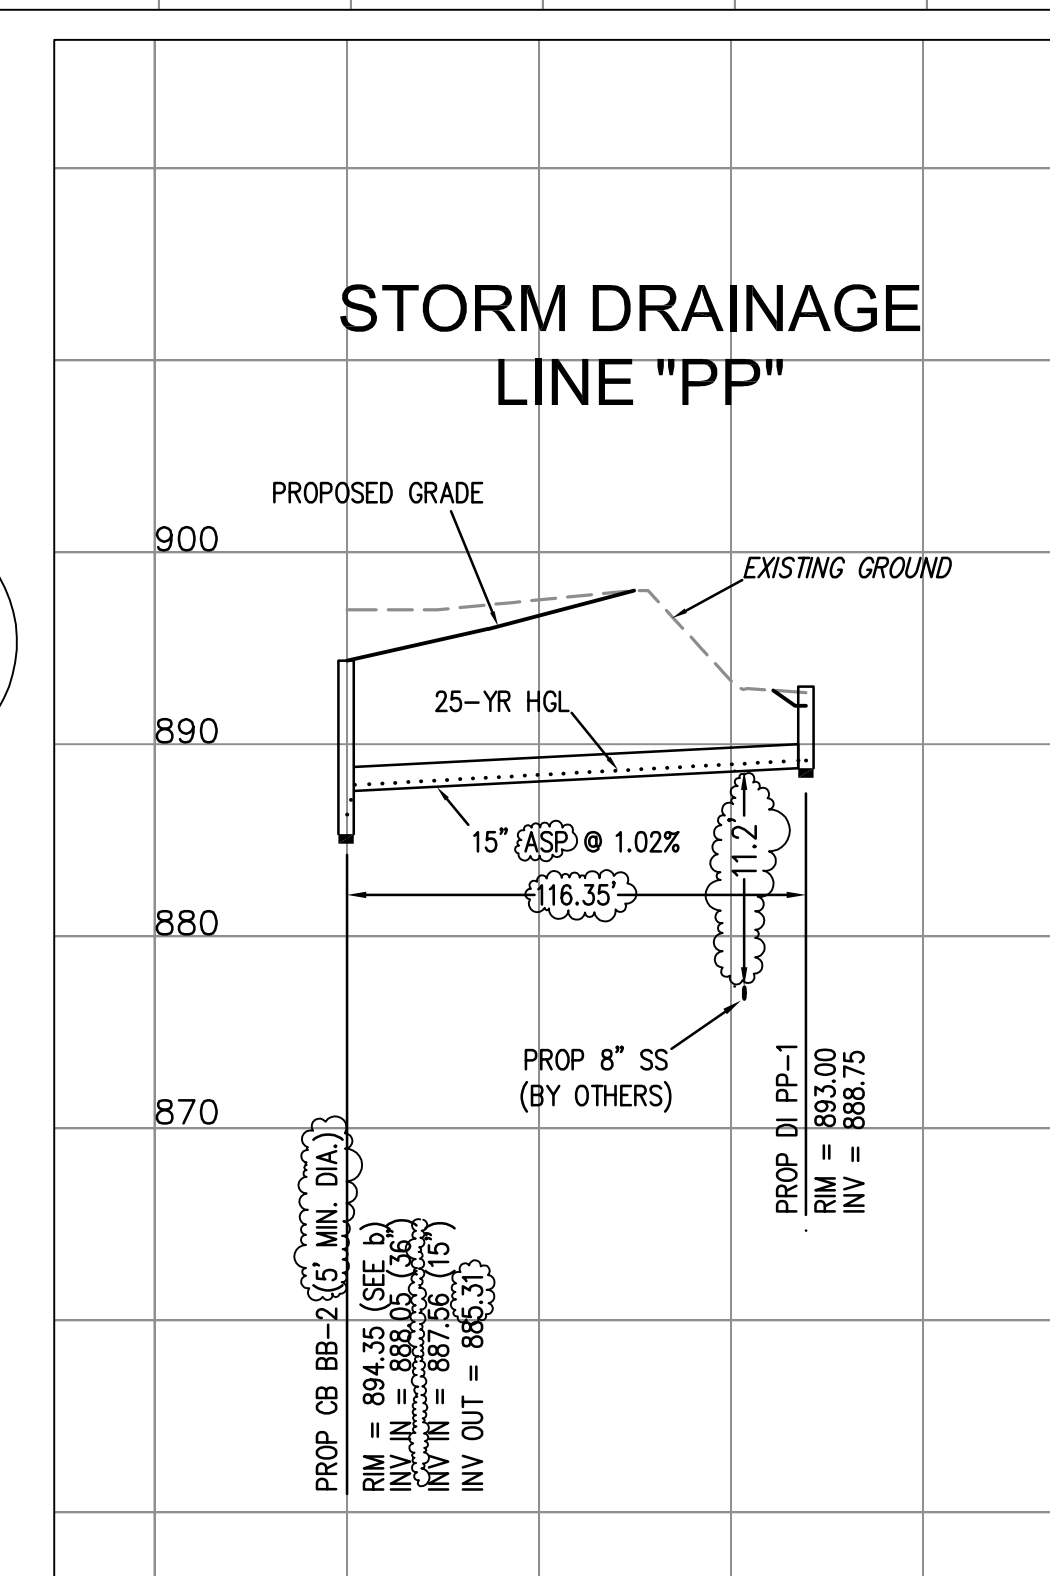 STORM DRAINAGE
LINE "PP"
PROPOSED GRADE
900
EXISTING GROUND
25-YR HGL
890
15" ASP @ 1.02%
11.2'
116.35'
880
PROP 8" SS
(BY OTHERS)
870
PROP CB BB-2 (5' MIN. DIA.)
RIM = 894.35 (SEE b)
INV IN = 888.05 (36")
INV IN = 887.56 (15")
INV OUT = 885.31
PROP DI PP-1
RIM = 893.00
INV = 888.75